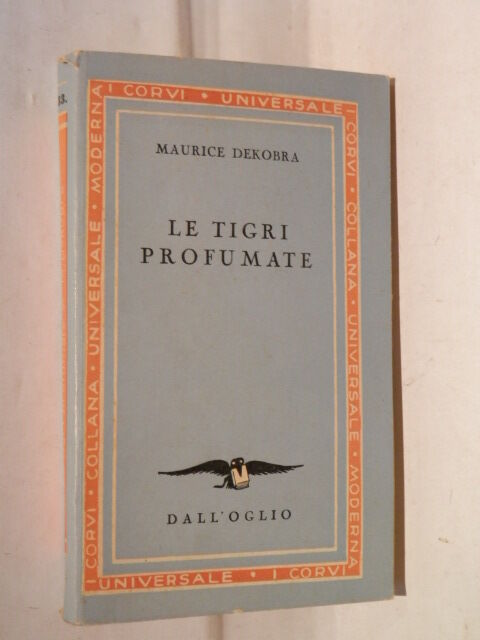 I CORVI • UNIVERSALE –
CORVI • COLLANA • UNIVERSALE • MODERNA
UNIVERSALE • I CORVI
I CORVI • COLLANA • UNIVERSALE • MODERNA
MAURICE DEKOBRA
LE TIGRI
PROFUMATE
DALL'OGLIO